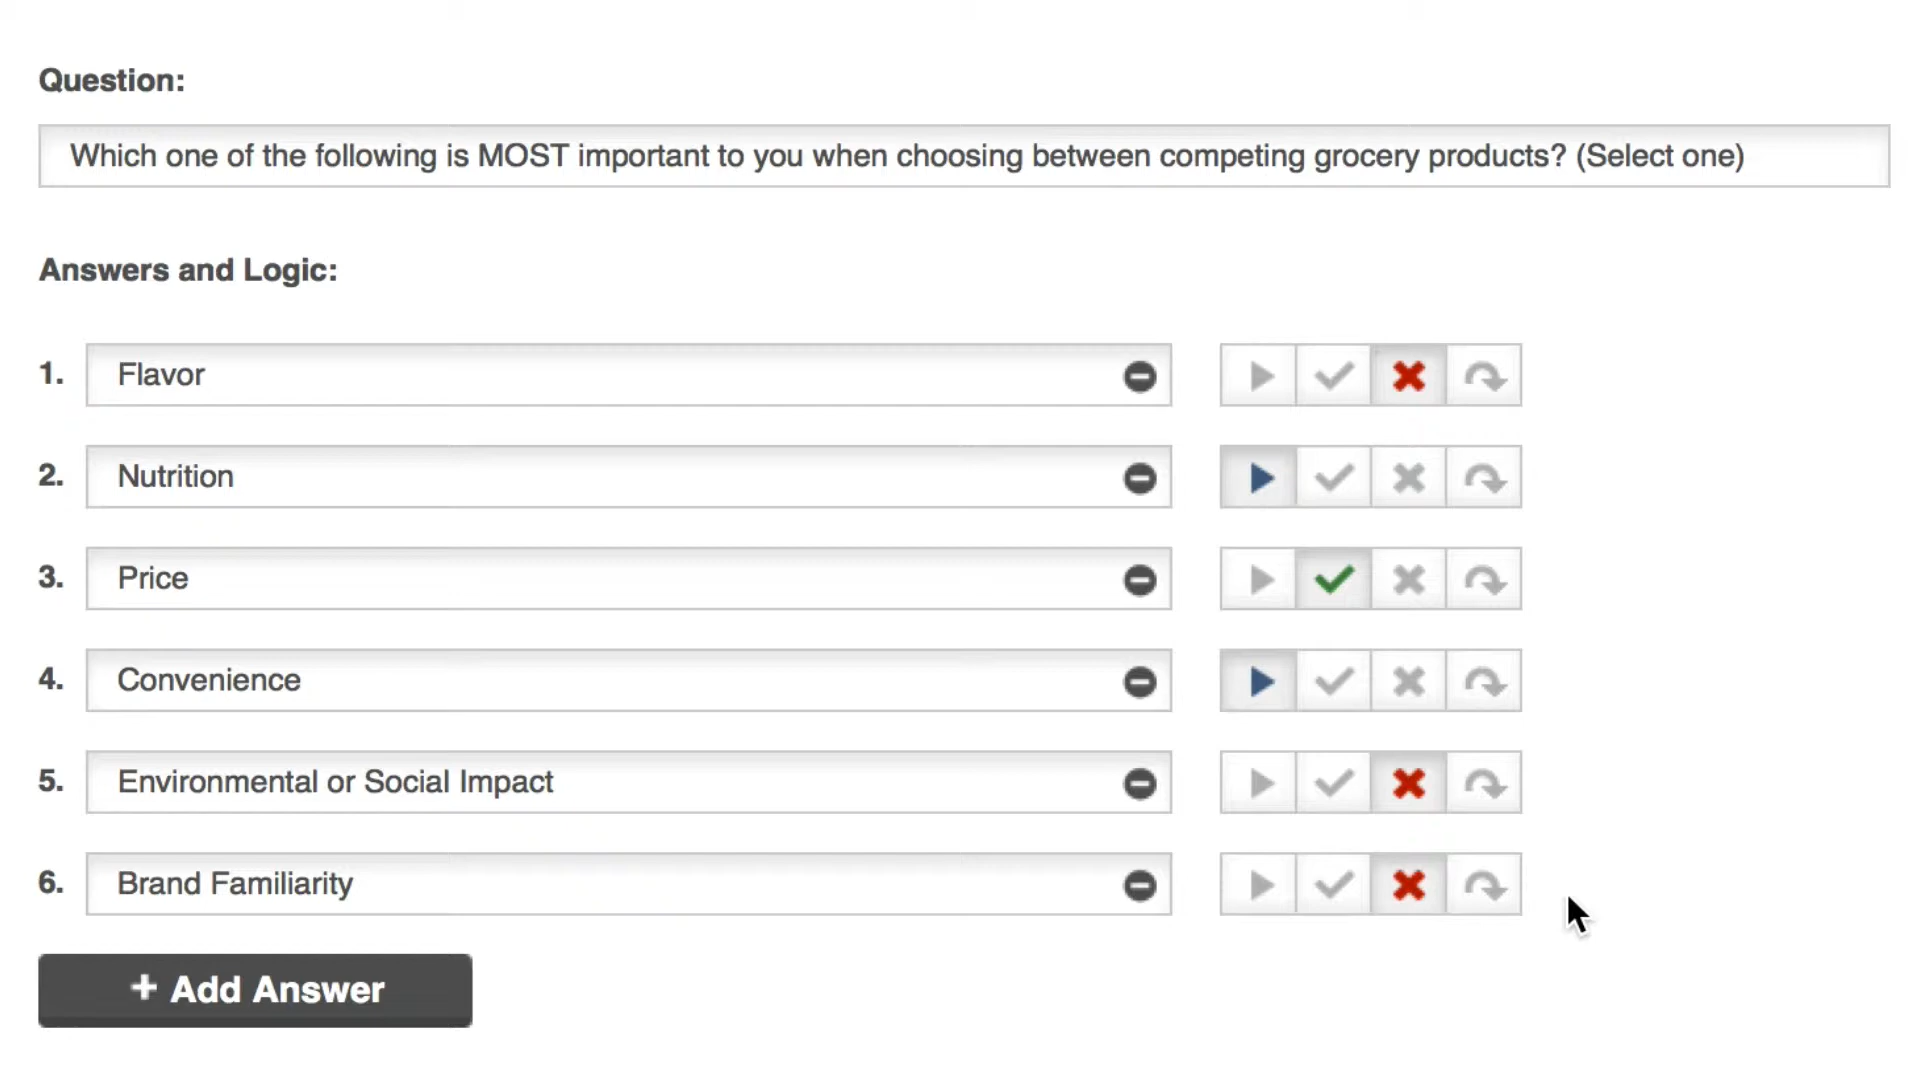 Question:
Which one of the following is MOST important to you when choosing between competing grocery products? (Select one)
Answers and Logic:
1. Flavor
2. Nutrition
3. Price
4. Convenience
5. Environmental or Social Impact
6. Brand Familiarity
+ Add Answer